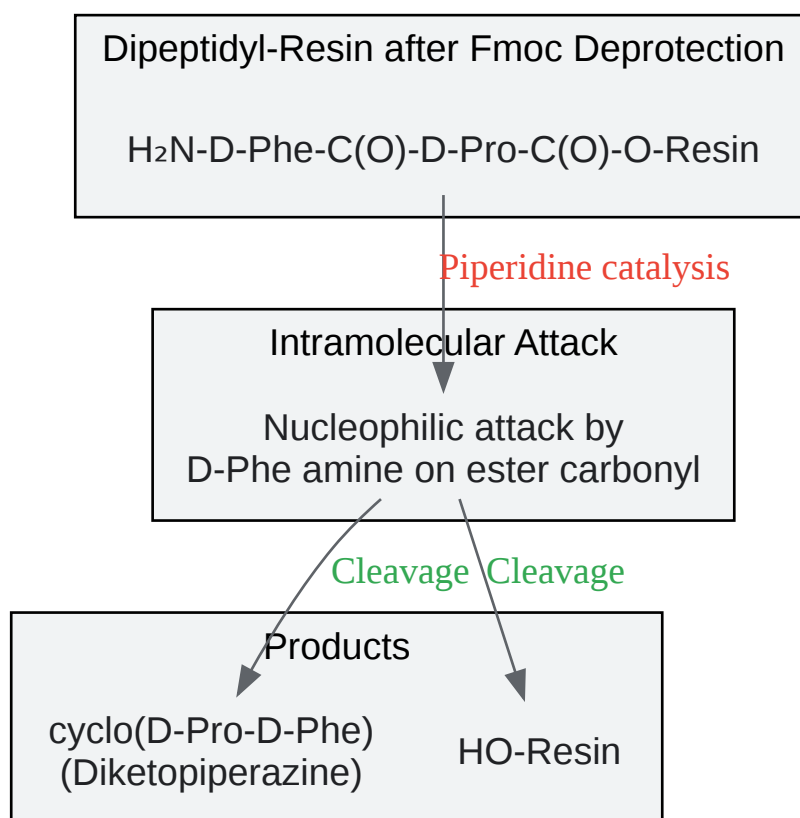 Dipeptidyl-Resin after Fmoc Deprotection
H₂N-D-Phe-C(O)-D-Pro-C(O)-O-Resin
Piperidine catalysis
Intramolecular Attack
Nucleophilic attack by
D-Phe amine on ester carbonyl
Cleavage Cleavage
Products
cyclo(D-Pro-D-Phe)
(Diketopiperazine)
HO-Resin